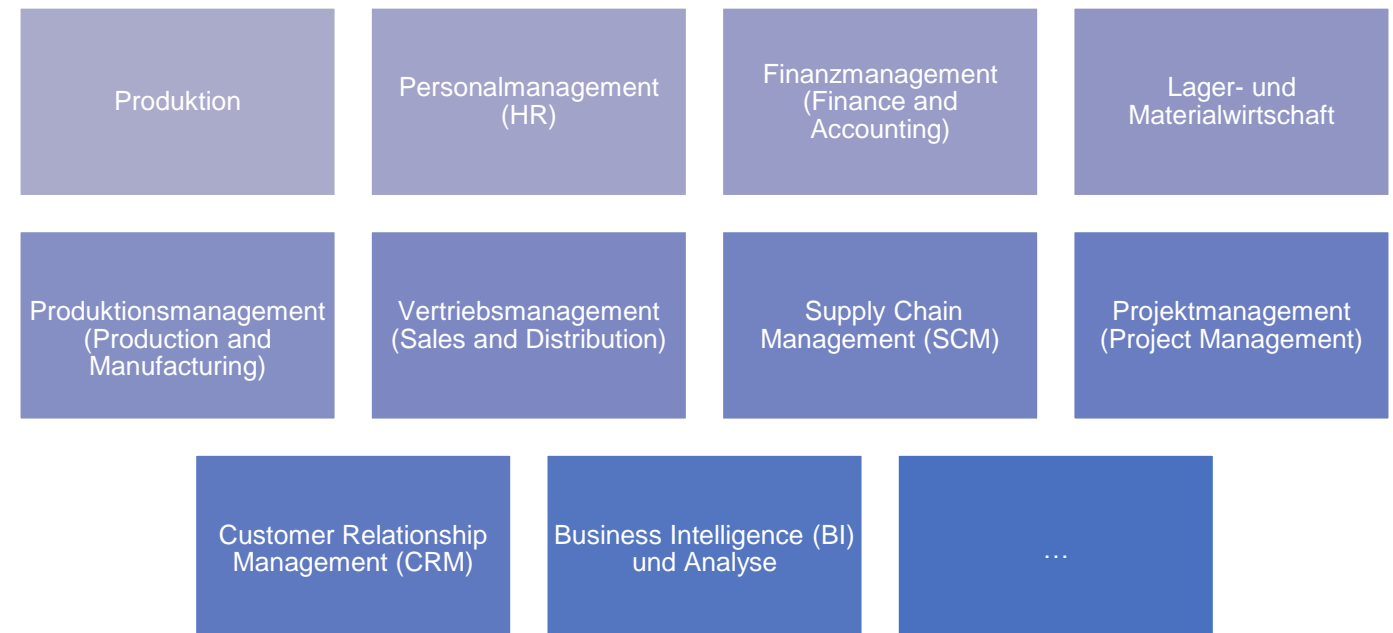 Produktion
Personalmanagement
(HR)
Finanzmanagement
(Finance and
Accounting)
Lager- und
Materialwirtschaft
Produktionsmanagement
(Production and
Manufacturing)
Vertriebsmanagement
(Sales and Distribution)
Supply Chain
Management (SCM)
Projektmanagement
(Project Management)
Customer Relationship
Management (CRM)
Business Intelligence (BI)
und Analyse
…